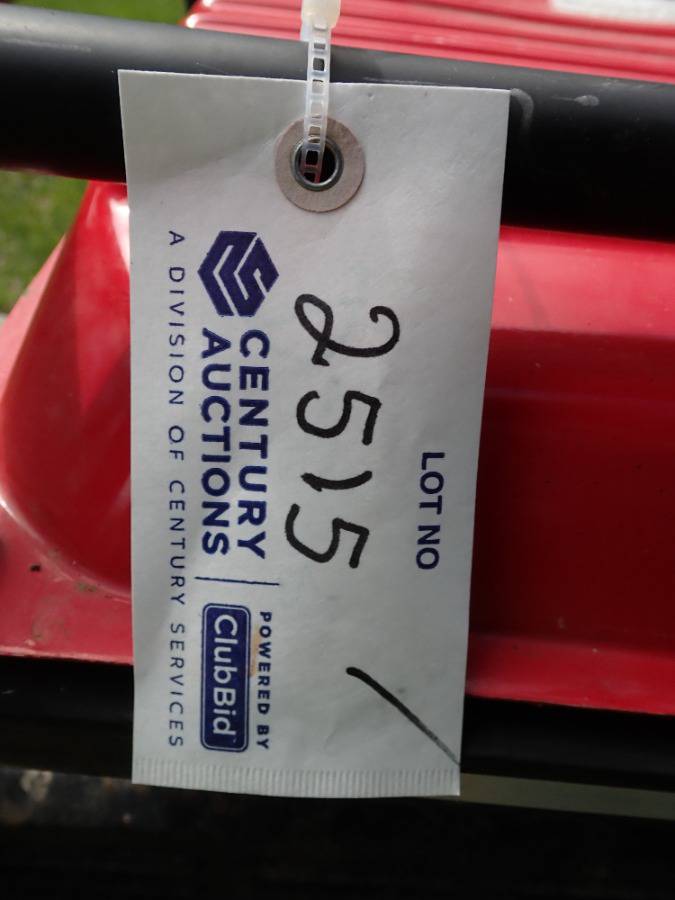 LOT NO
2515
CENTURY
AUCTIONS
POWERED BY
ClubBid
A DIVISION OF CENTURY SERVICES